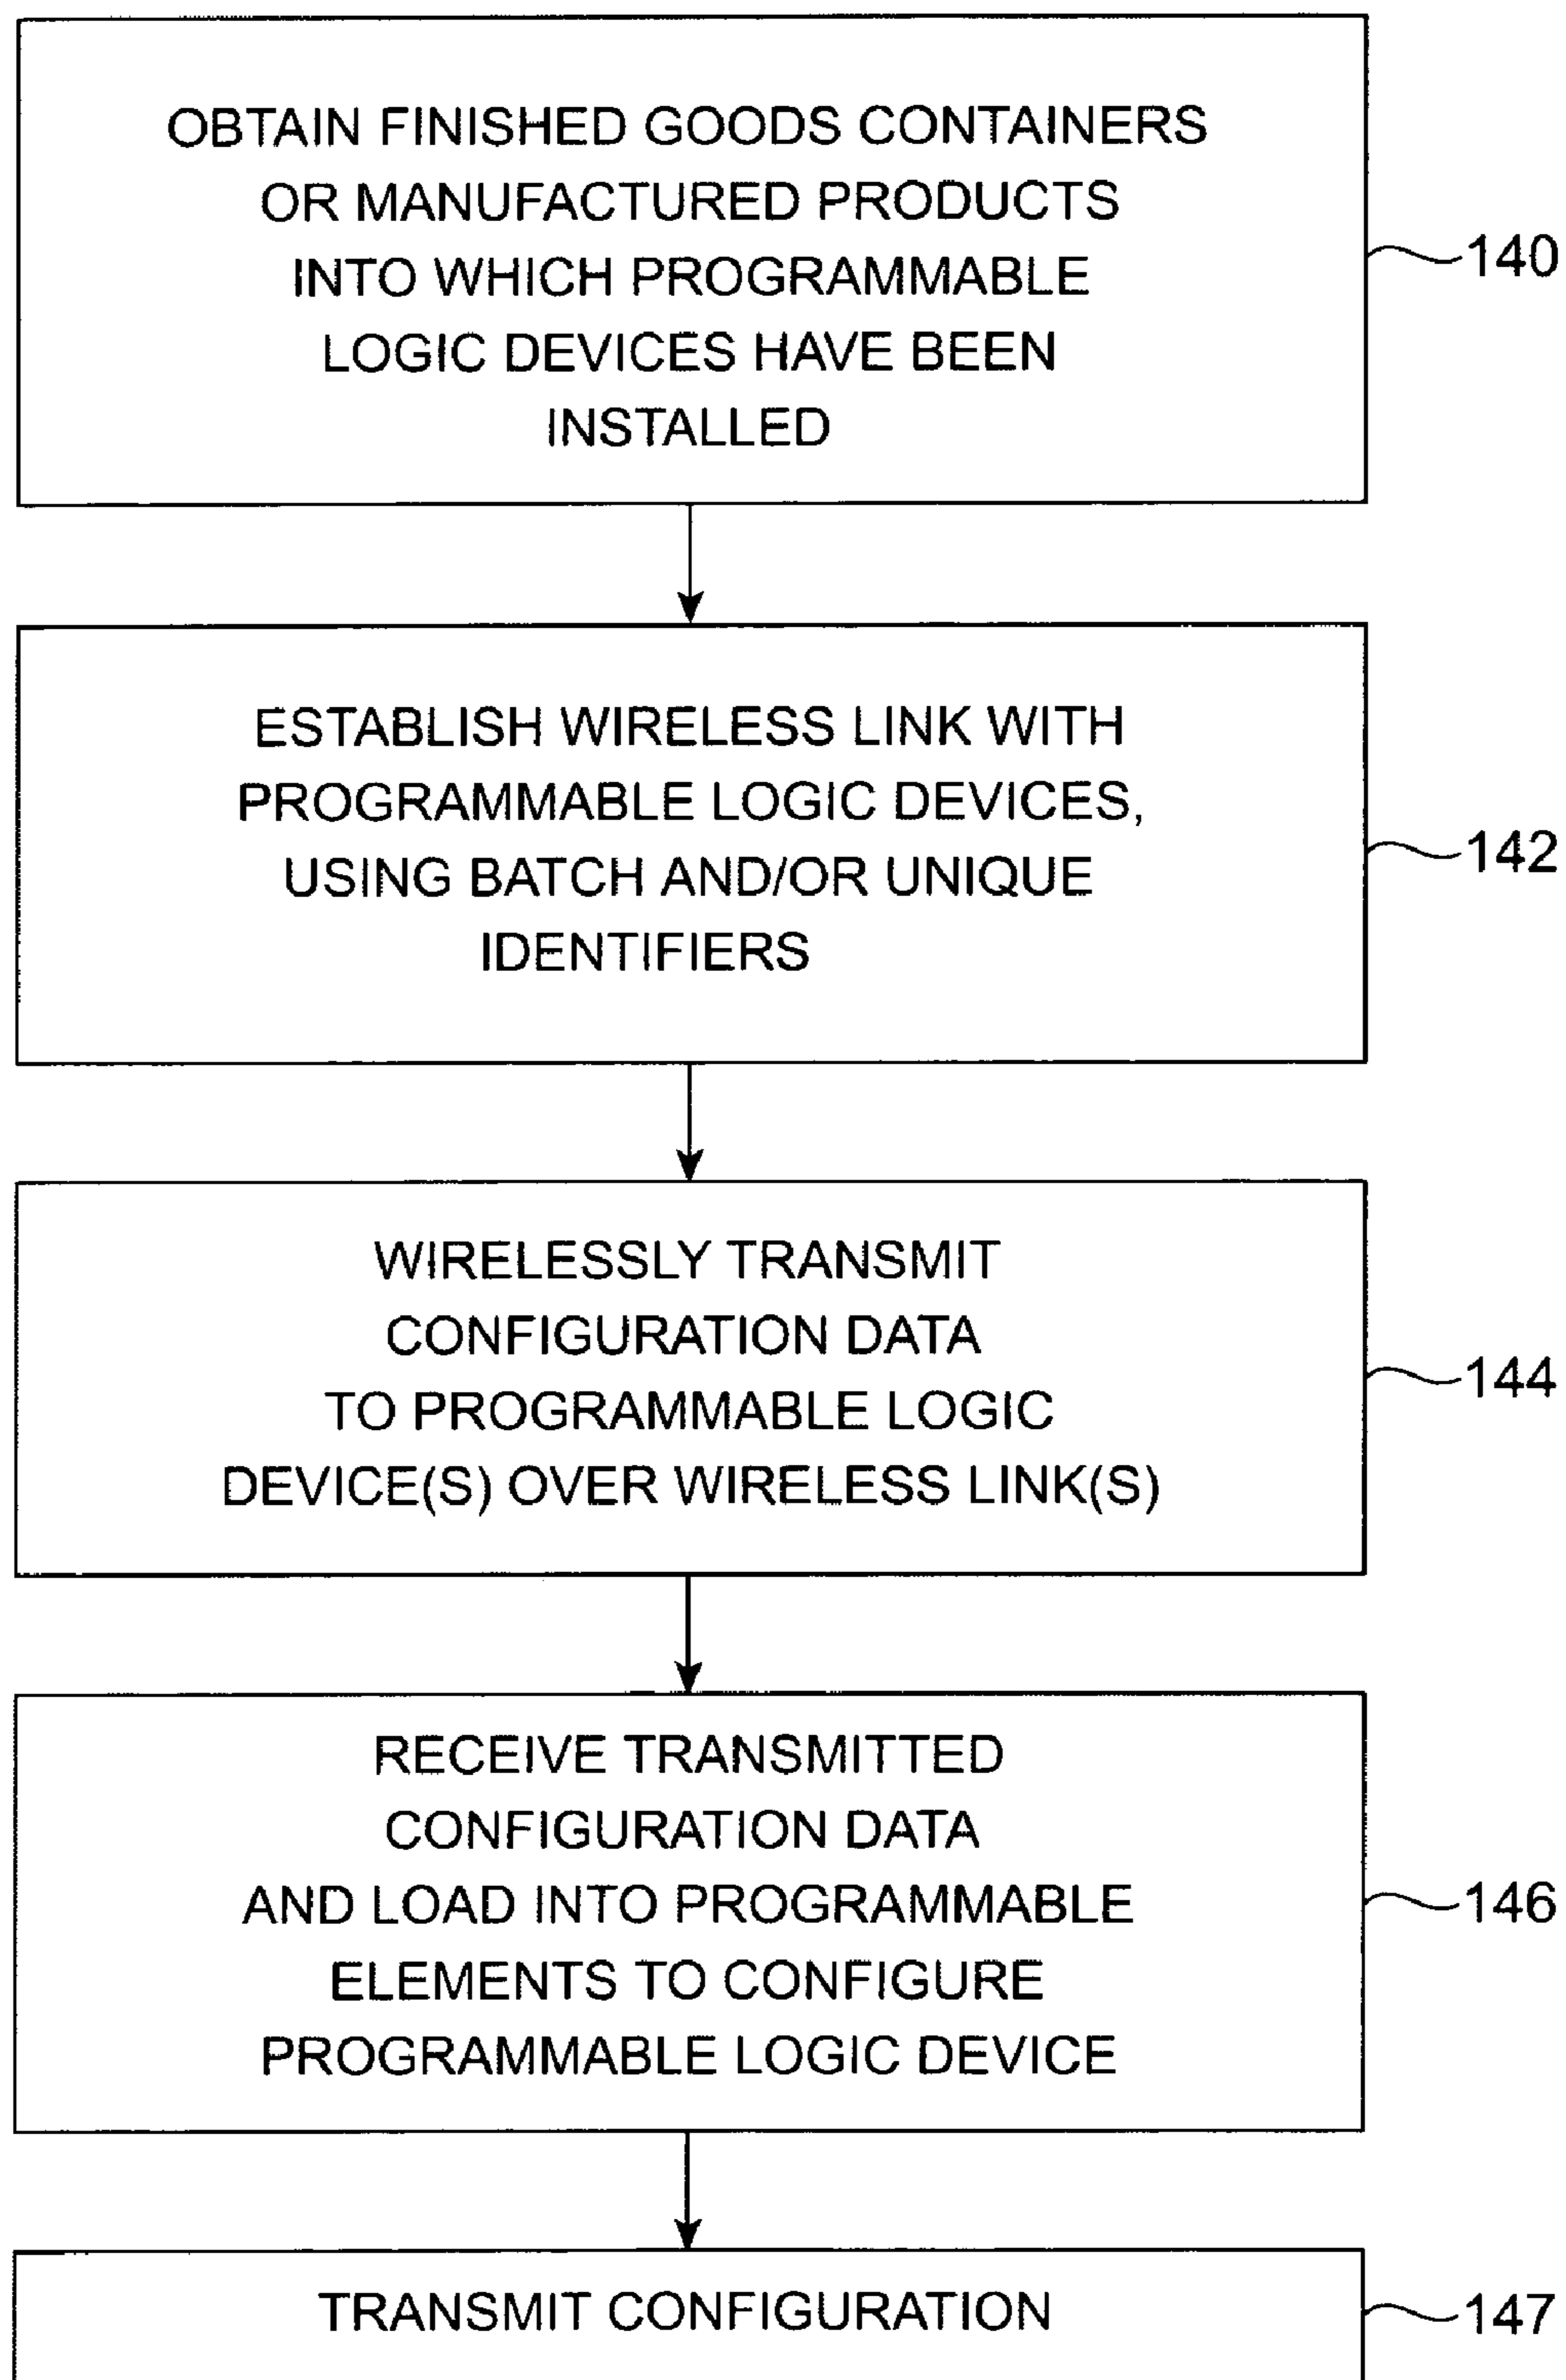 OBTAIN FINISHED GOODS CONTAINERS
OR MANUFACTURED PRODUCTS
INTO WHICH PROGRAMMABLE
LOGIC DEVICES HAVE BEEN
INSTALLED
140
ESTABLISH WIRELESS LINK WITH
PROGRAMMABLE LOGIC DEVICES,
USING BATCH AND/OR UNIQUE
IDENTIFIERS
142
WIRELESSLY TRANSMIT
CONFIGURATION DATA
TO PROGRAMMABLE LOGIC
DEVICE(S) OVER WIRELESS LINK(S)
144
RECEIVE TRANSMITTED
CONFIGURATION DATA
AND LOAD INTO PROGRAMMABLE
ELEMENTS TO CONFIGURE
PROGRAMMABLE LOGIC DEVICE
146
TRANSMIT CONFIGURATION
147